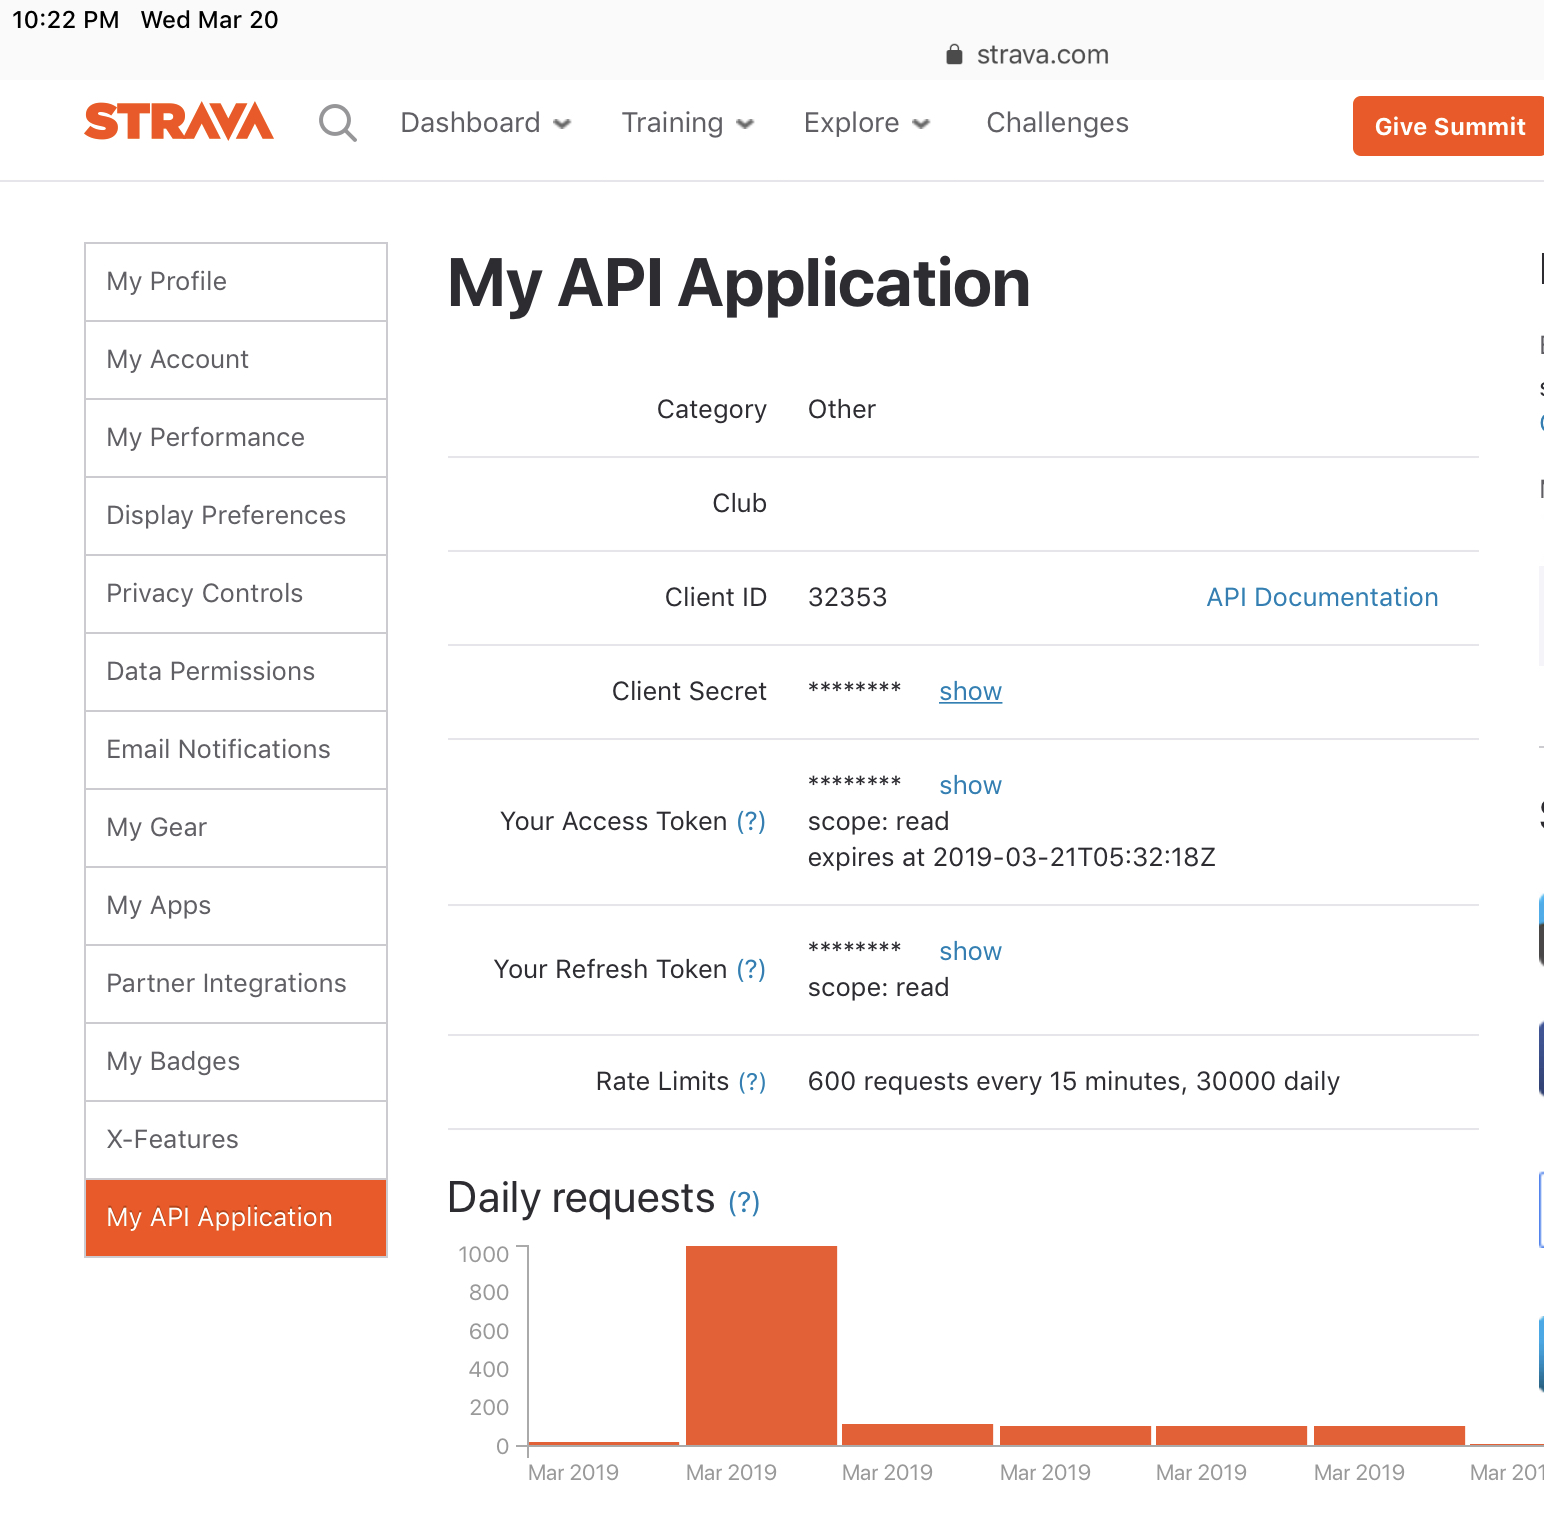 10:22 PM Wed Mar 20
strava.com
STRAVA
Dashboard
Training
Explore
Challenges
Give Summit
My Profile
My Account
My Performance
Display Preferences
Privacy Controls
Data Permissions
Email Notifications
My Gear
My Apps
Partner Integrations
My Badges
X-Features
My API Application
My API Application
Category Other
Club
Client ID 32353 API Documentation
Client Secret ******** show
Your Access Token (?) ******** show
scope: read
expires at 2019-03-21T05:32:18Z
Your Refresh Token (?) ******** show
scope: read
Rate Limits (?) 600 requests every 15 minutes, 30000 daily
Daily requests (?)
1000
800
600
400
200
0
Mar 2019 Mar 2019 Mar 2019 Mar 2019 Mar 2019 Mar 2019 Mar 201